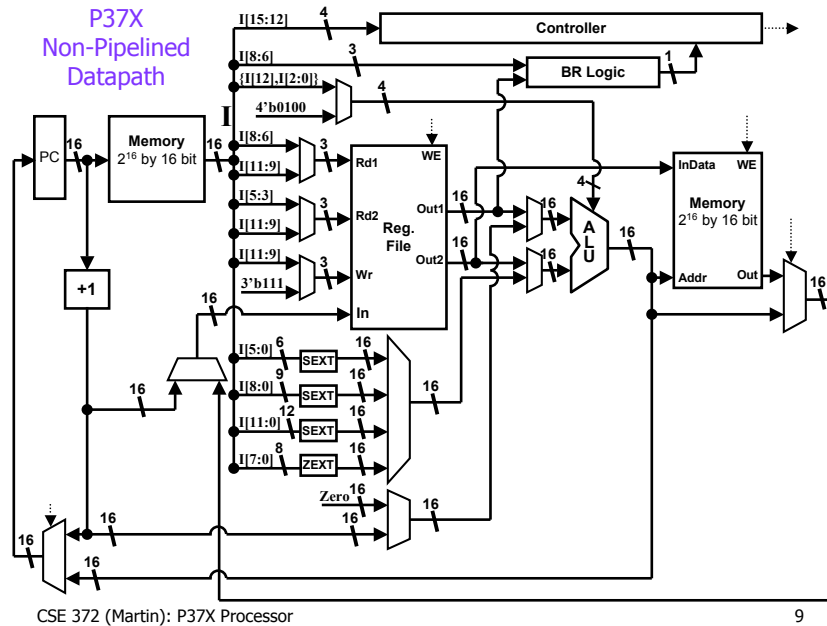 P37X
Non-Pipelined
Datapath
I[15:12]
4
Controller
I[8:6]
3
BR Logic
1
{I[12],I[2:0]}
4
4'b0100
I
PC
16
Memory
2^16 by 16 bit
16
I[8:6]
I[11:9]
3
Rd1
WE
I[5:3]
I[11:9]
3
Rd2
Reg.
File
Out1
16
Out2
16
I[11:9]
3'b111
3
Wr
In
16
16
16
4
ALU
16
InData
WE
Memory
2^16 by 16 bit
Addr
Out
16
+1
16
I[5:0]
6
SEXT
16
I[8:0]
9
SEXT
16
I[11:0]
12
SEXT
16
I[7:0]
8
ZEXT
16
16
Zero
16
16
16
16
16
16
CSE 372 (Martin): P37X Processor
9